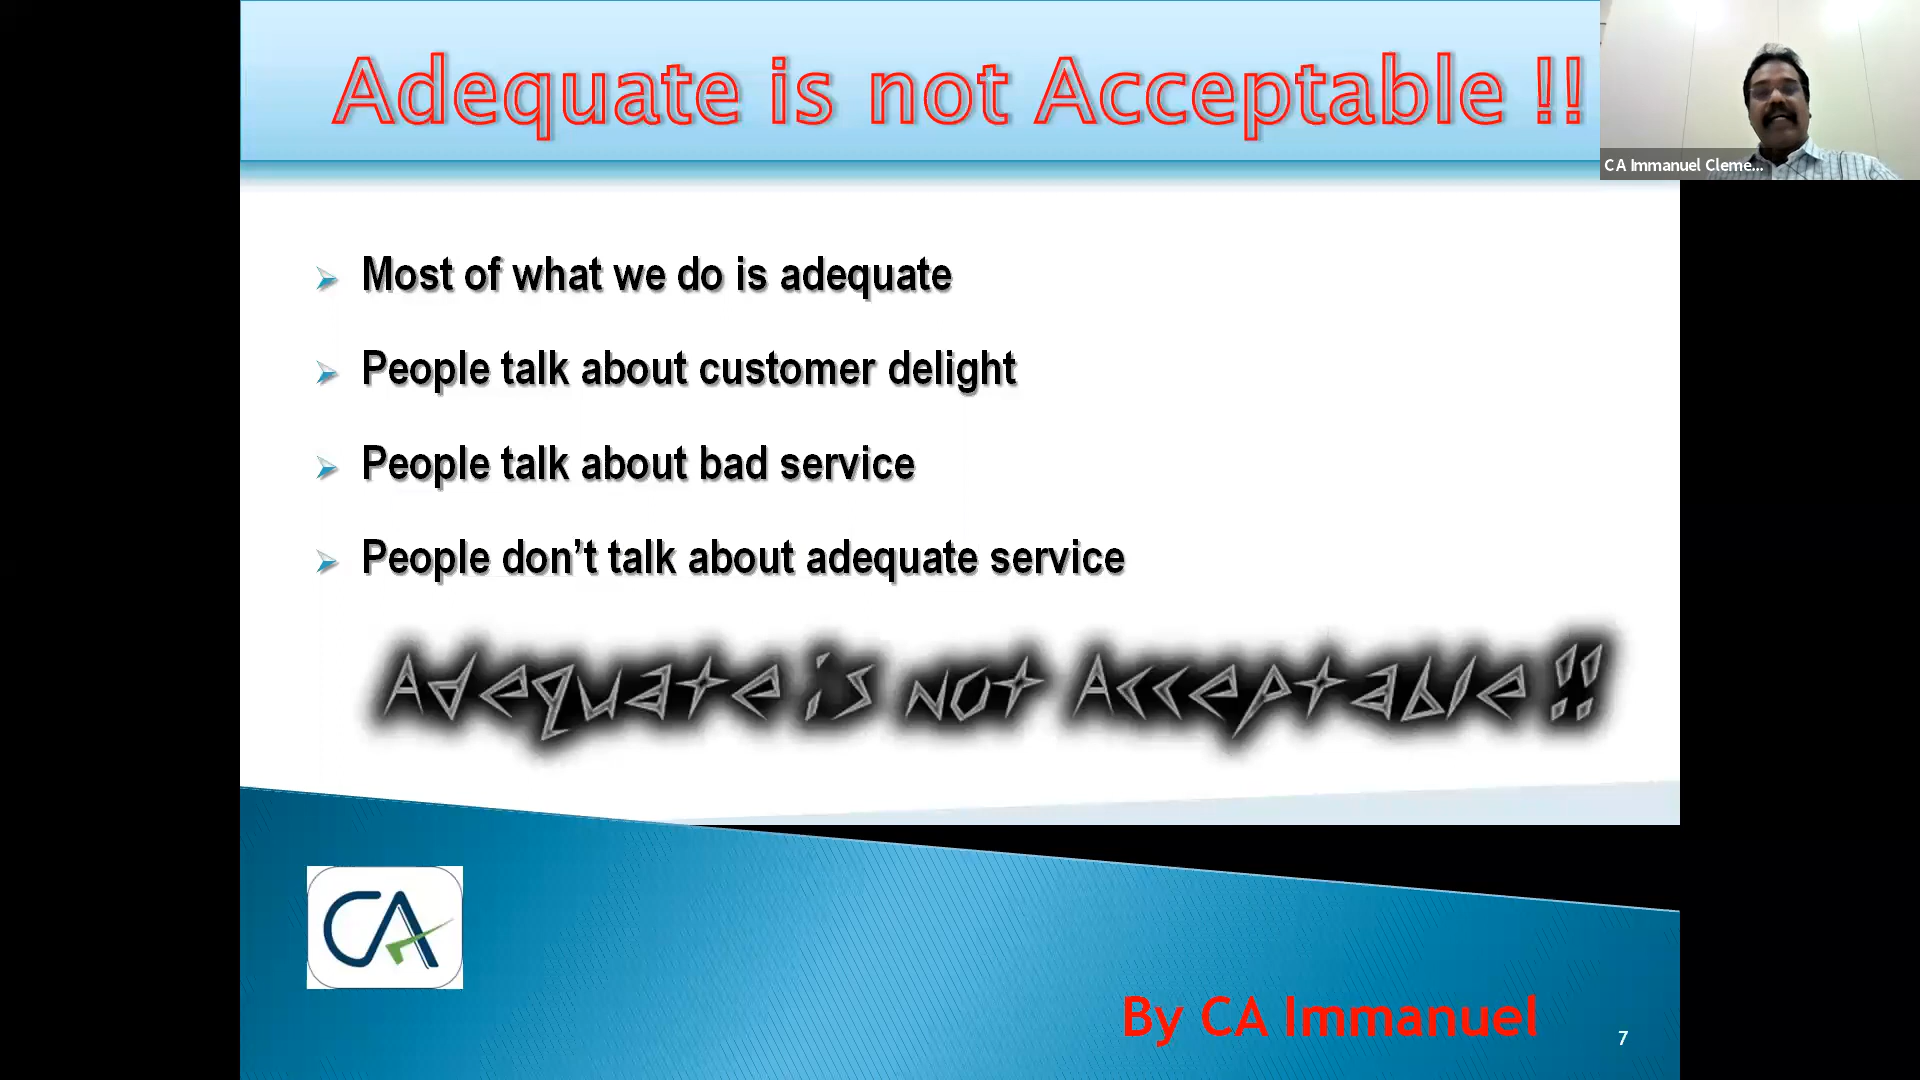 Adequate is not Acceptable !!
CA Immanuel Cleme...
Most of what we do is adequate
People talk about customer delight
People talk about bad service
People don’t talk about adequate service
Adequate is not Acceptable !!
CA
By CA Immanuel
7